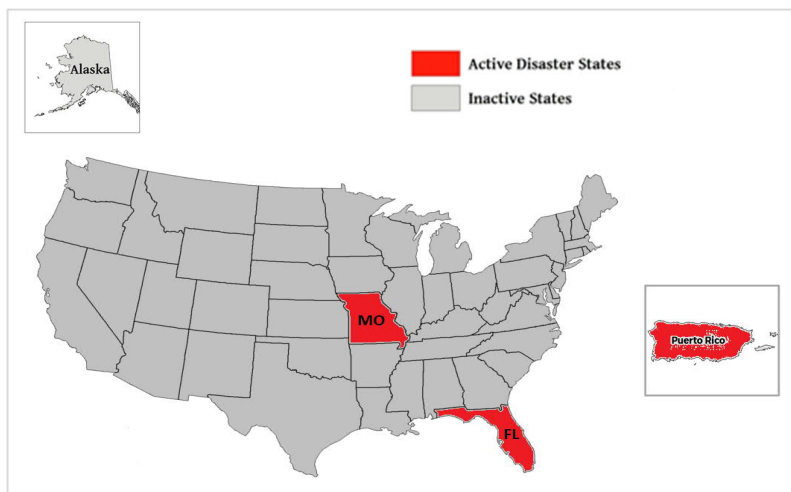 Alaska
Active Disaster States
Inactive States
MO
Puerto Rico
FL